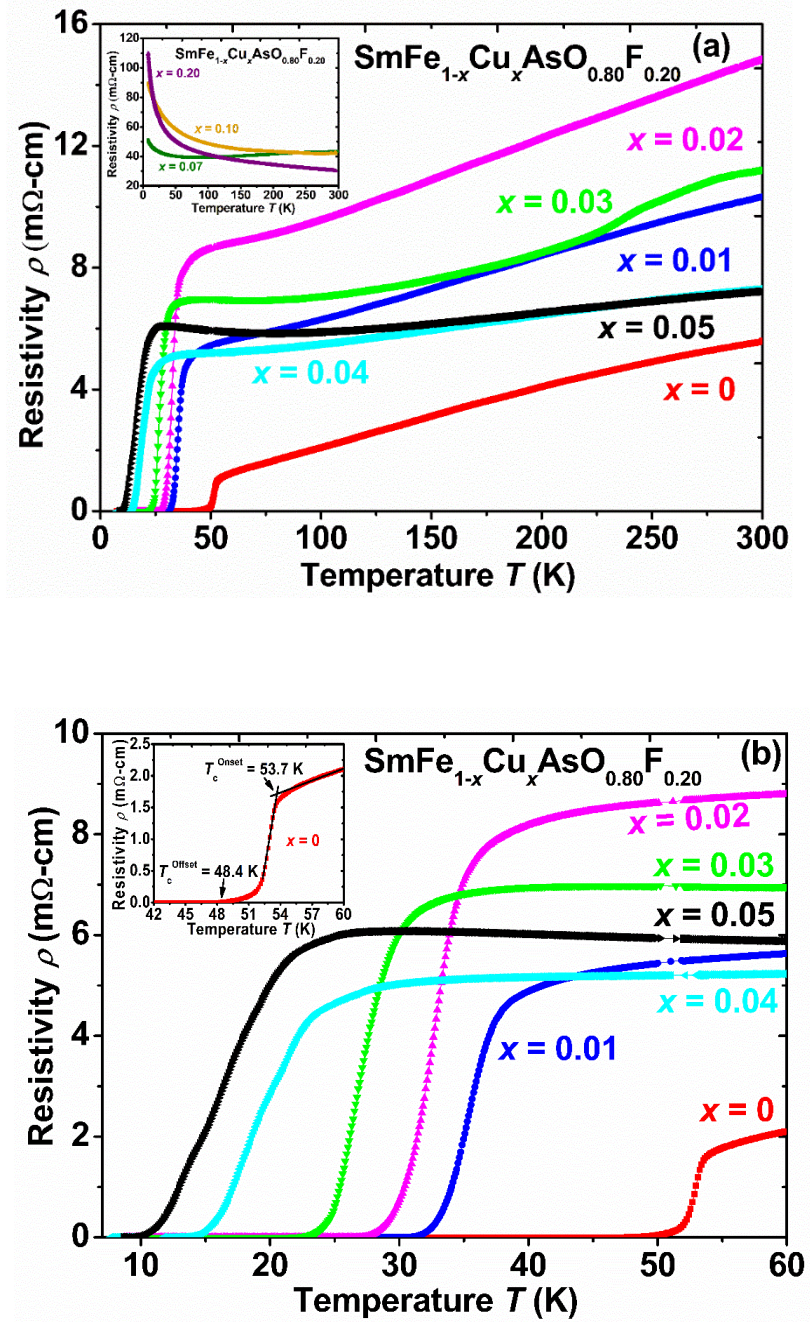 16
12
8
4
0
Resistivity ρ (mΩ-cm)
SmFe1-xCuxAsO0.80F0.20
(a)
120
100
80
60
40
20
0
Resistivity ρ (mΩ-cm)
SmFe1-xCuxAsO0.80F0.20
x = 0.20
x = 0.10
x = 0.07
0 50 100 150 200 250 300
Temperature T (K)
x = 0.02
x = 0.03
x = 0.01
x = 0.05
x = 0.04
x = 0
0 50 100 150 200 250 300
Temperature T (K)
10
8
6
4
2
0
Resistivity ρ (mΩ-cm)
SmFe1-xCuxAsO0.80F0.20
(b)
2.5
2.0
1.5
1.0
0.5
0.0
Resistivity ρ (mΩ-cm)
TcOnset = 53.7 K
x = 0
TcOffset = 48.4 K
42 45 48 51 54 57 60
Temperature T (K)
x = 0.02
x = 0.03
x = 0.05
x = 0.04
x = 0.01
x = 0
10 20 30 40 50 60
Temperature T (K)